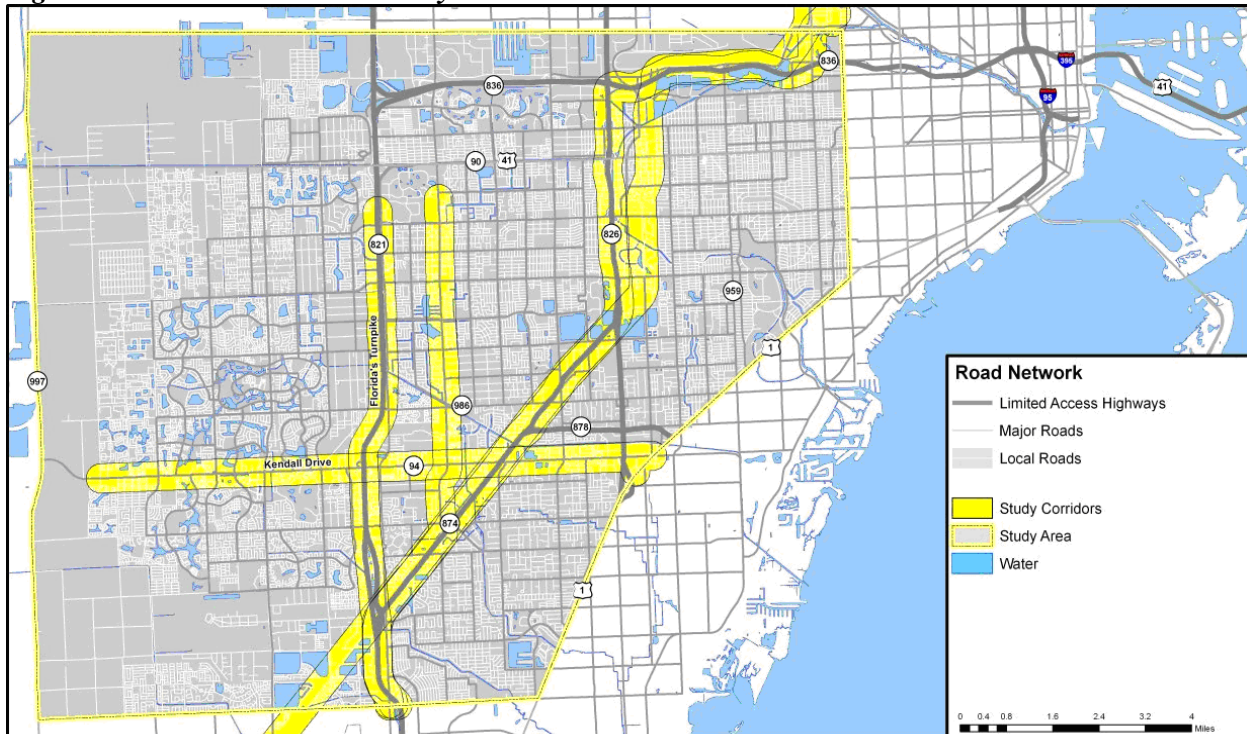 836
836
395
95
41
90
41
821
826
959
Florida's Turnpike
1
997
986
878
Kendall Drive
94
874
1
Road Network
Limited Access Highways
Major Roads
Local Roads
Study Corridors
Study Area
Water
0 0.4 0.8 1.6 2.4 3.2 4
Miles